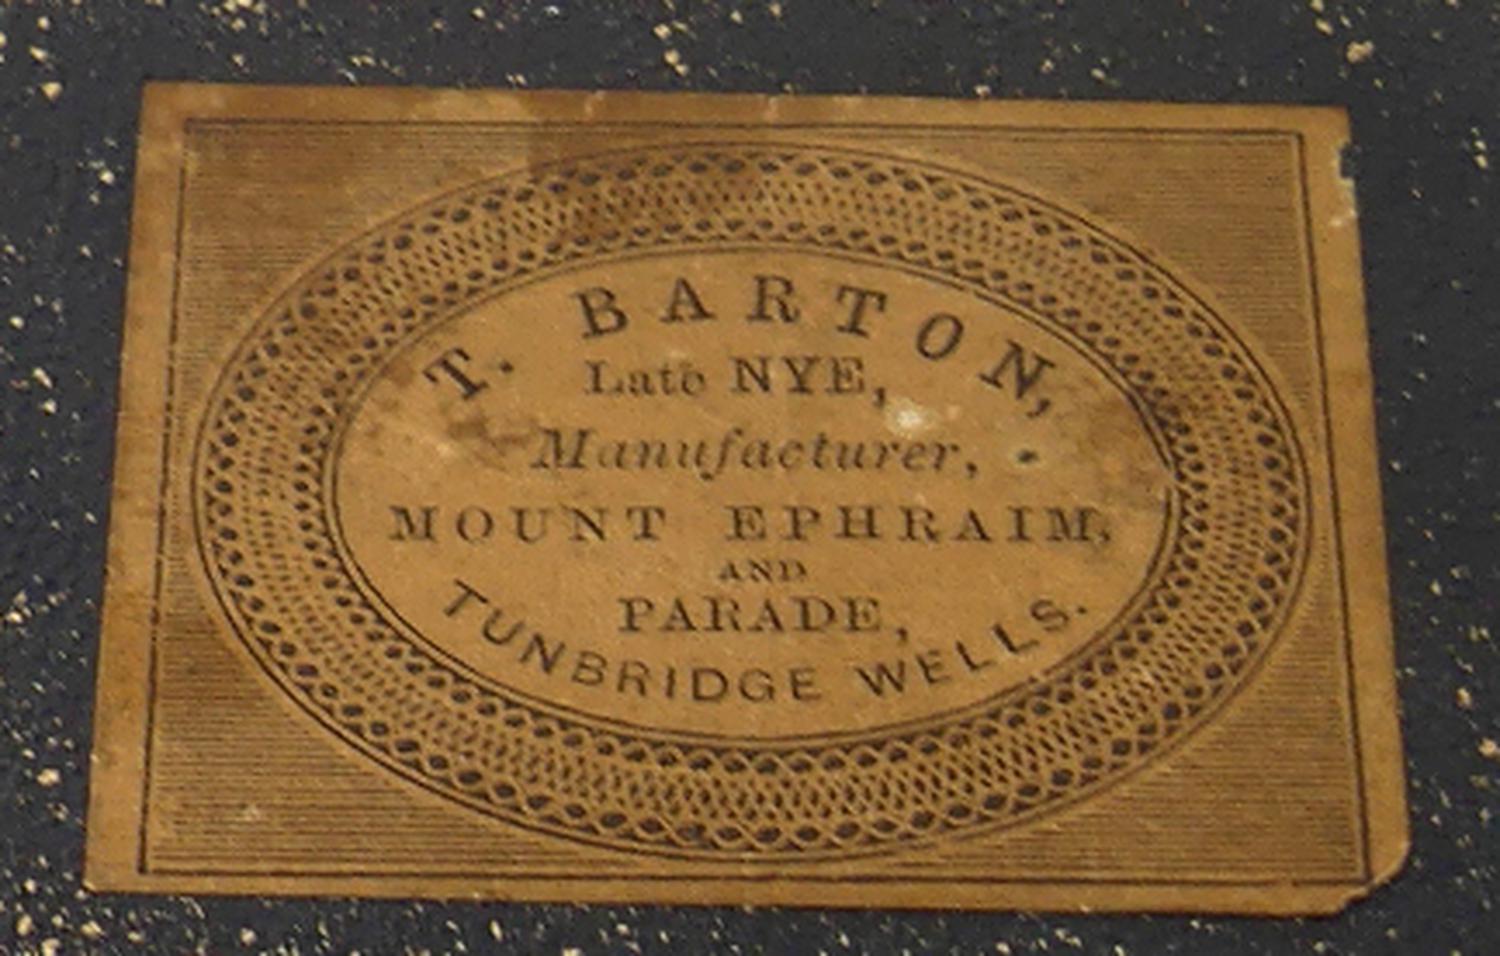 T. BARTON,
Late NYE,
Manufacturer,
MOUNT EPHRAIM,
AND
PARADE,
TUNBRIDGE WELLS.